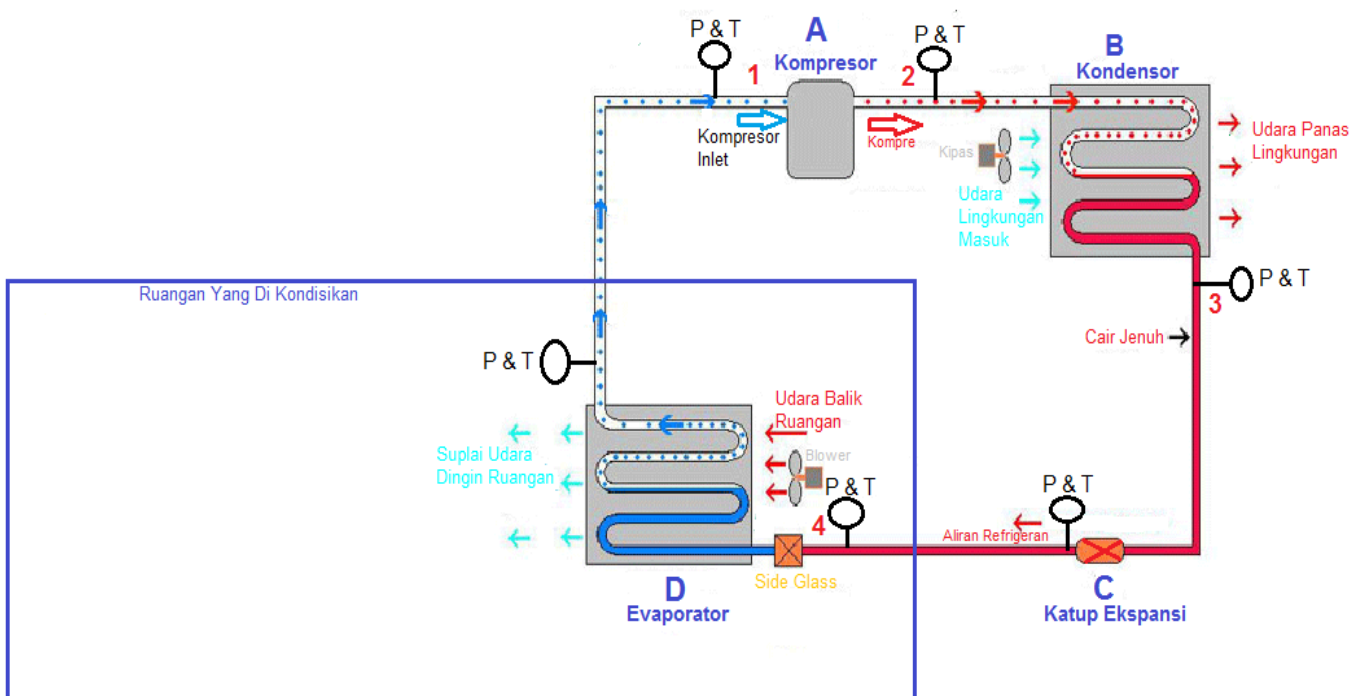 P & T
A
Kompresor
P & T
B
Kondensor
1
2
Kompresor
Inlet
Kompre
Kipas
Udara Panas
Lingkungan
Udara
Lingkungan
Masuk
P & T
3
Ruangan Yang Di Kondisikan
Cair Jenuh
P & T
Udara Balik
Ruangan
Suplai Udara
Dingin Ruangan
Blower
P & T
P & T
4
Aliran Refrigeran
Side Glass
D
Evaporator
C
Katup Ekspansi